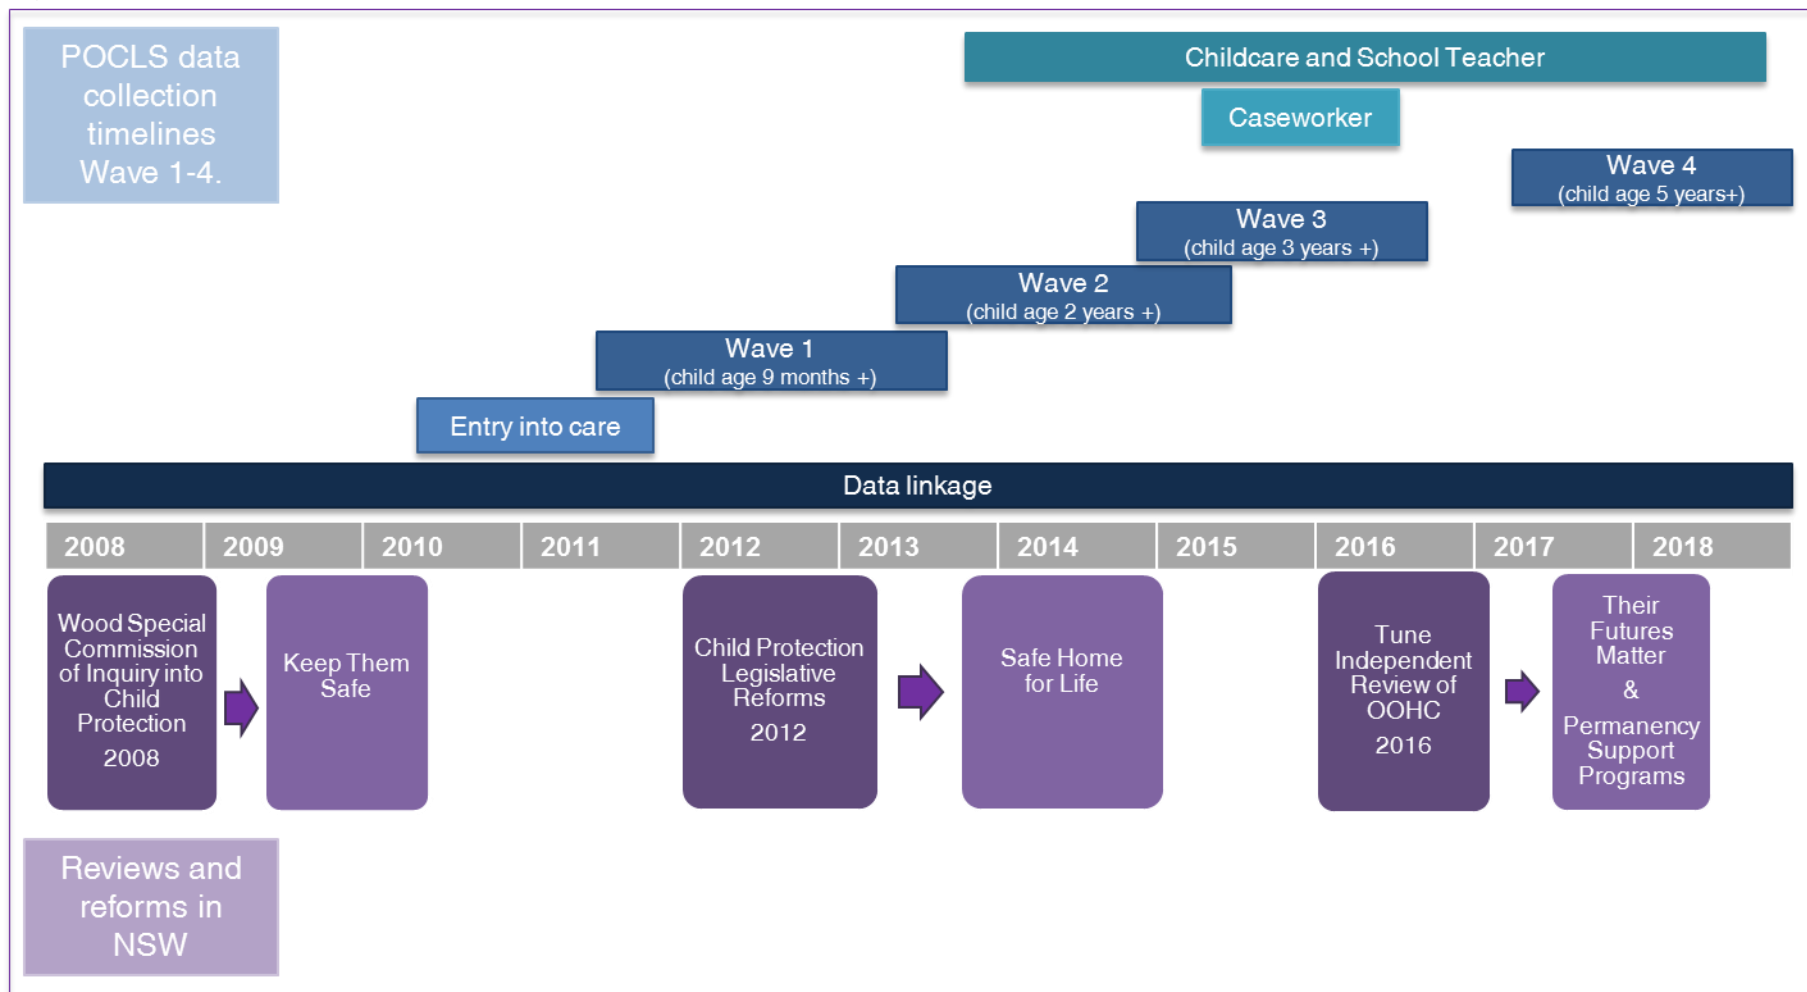 POCLS data
collection
timelines
Wave 1-4.
Childcare and School Teacher
Caseworker
Wave 4
(child age 5 years+)
Wave 3
(child age 3 years +)
Wave 2
(child age 2 years +)
Wave 1
(child age 9 months +)
Entry into care
Data linkage
2008 2009 2010 2011 2012 2013 2014 2015 2016 2017 2018
Wood Special
Commission
of Inquiry into
Child
Protection
2008
Keep Them
Safe
Child Protection
Legislative
Reforms
2012
Safe Home
for Life
Tune
Independent
Review of
OOHC
2016
Their
Futures
Matter
&
Permanency
Support
Programs
Reviews and
reforms in
NSW